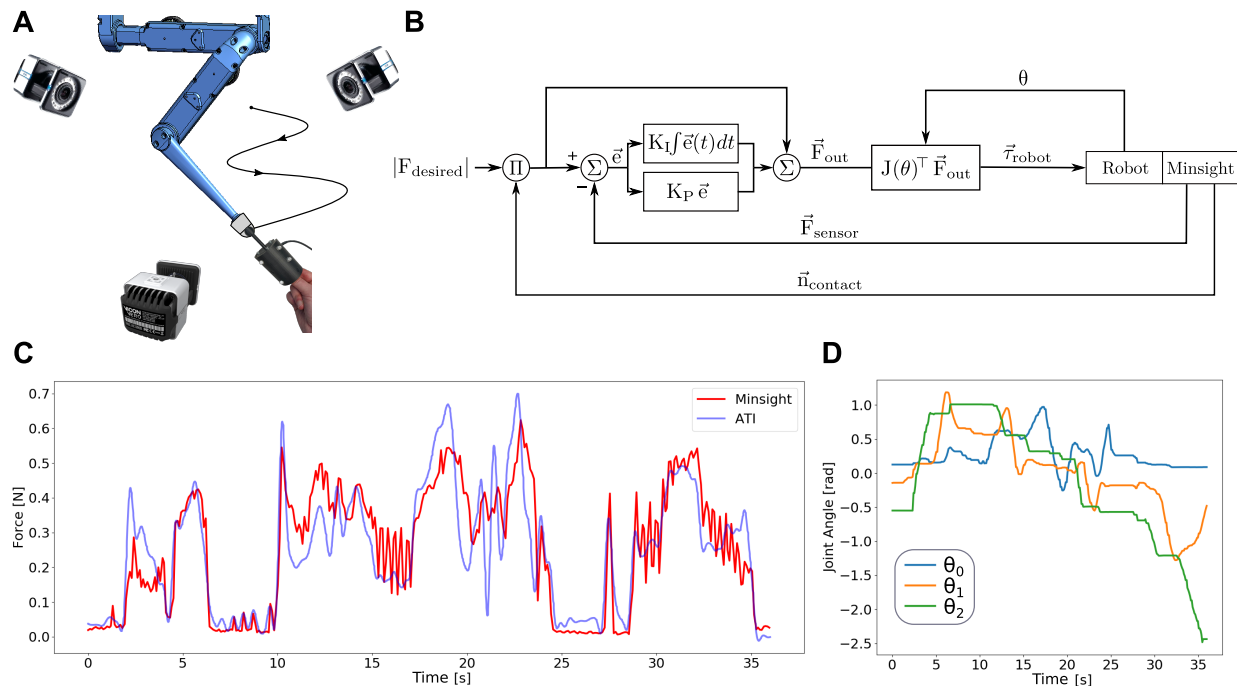 A
B
θ
|F_desired|
Π
+
−
Σ
e⃗
K_I∫e⃗(t)dt
K_P e⃗
Σ
F⃗_out
J(θ)^⊤ F⃗_out
τ⃗_robot
Robot
Minsight
F⃗_sensor
n⃗_contact
C
0.7
0.6
0.5
0.4
0.3
0.2
0.1
0.0
Force [N]
Minsight
ATI
0
5
10
15
20
25
30
35
Time [s]
D
1.0
0.5
0.0
−0.5
−1.0
−1.5
−2.0
−2.5
Joint Angle [rad]
θ_0
θ_1
θ_2
0
5
10
15
20
25
30
35
Time [s]